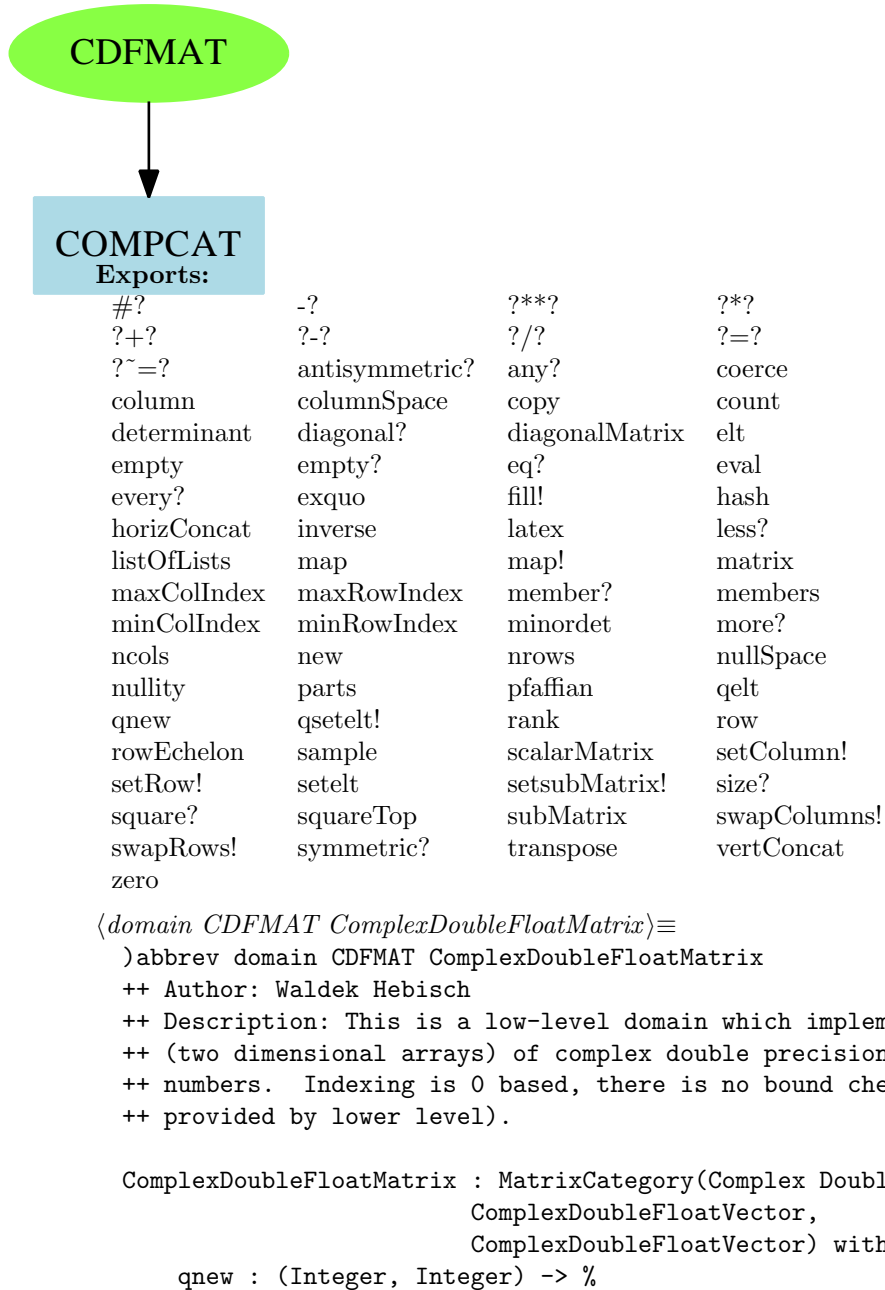 CDFMAT
COMPCAT
Exports:
#? -? ?**? ?*?
?+? ?-? ?/? ?=?
?~=? antisymmetric? any? coerce
column columnSpace copy count
determinant diagonal? diagonalMatrix elt
empty empty? eq? eval
every? exquo fill! hash
horizConcat inverse latex less?
listOfLists map map! matrix
maxColIndex maxRowIndex member? members
minColIndex minRowIndex minordet more?
ncols new nrows nullSpace
nullity parts pfaffian qelt
qnew qsetelt! rank row
rowEchelon sample scalarMatrix setColumn!
setRow! setelt setsubMatrix! size?
square? squareTop subMatrix swapColumns!
swapRows! symmetric? transpose vertConcat
zero
⟨domain CDFMAT ComplexDoubleFloatMatrix⟩≡
)abbrev domain CDFMAT ComplexDoubleFloatMatrix
++ Author: Waldek Hebisch
++ Description: This is a low-level domain which implem
++ (two dimensional arrays) of complex double precision
++ numbers. Indexing is 0 based, there is no bound che
++ provided by lower level).
ComplexDoubleFloatMatrix : MatrixCategory(Complex Doubl
ComplexDoubleFloatVector,
ComplexDoubleFloatVector) with
qnew : (Integer, Integer) -> %